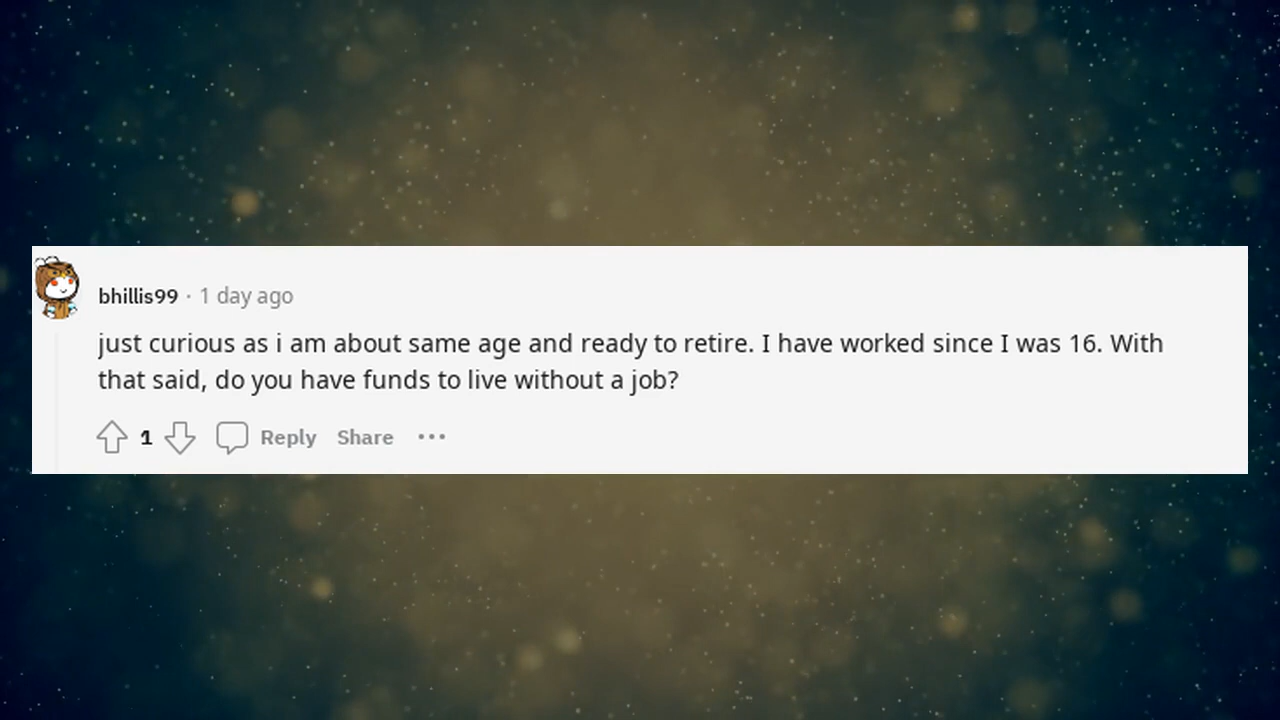 bhillis99 · 1 day ago
just curious as i am about same age and ready to retire. I have worked since I was 16. With
that said, do you have funds to live without a job?
1 Reply Share ···